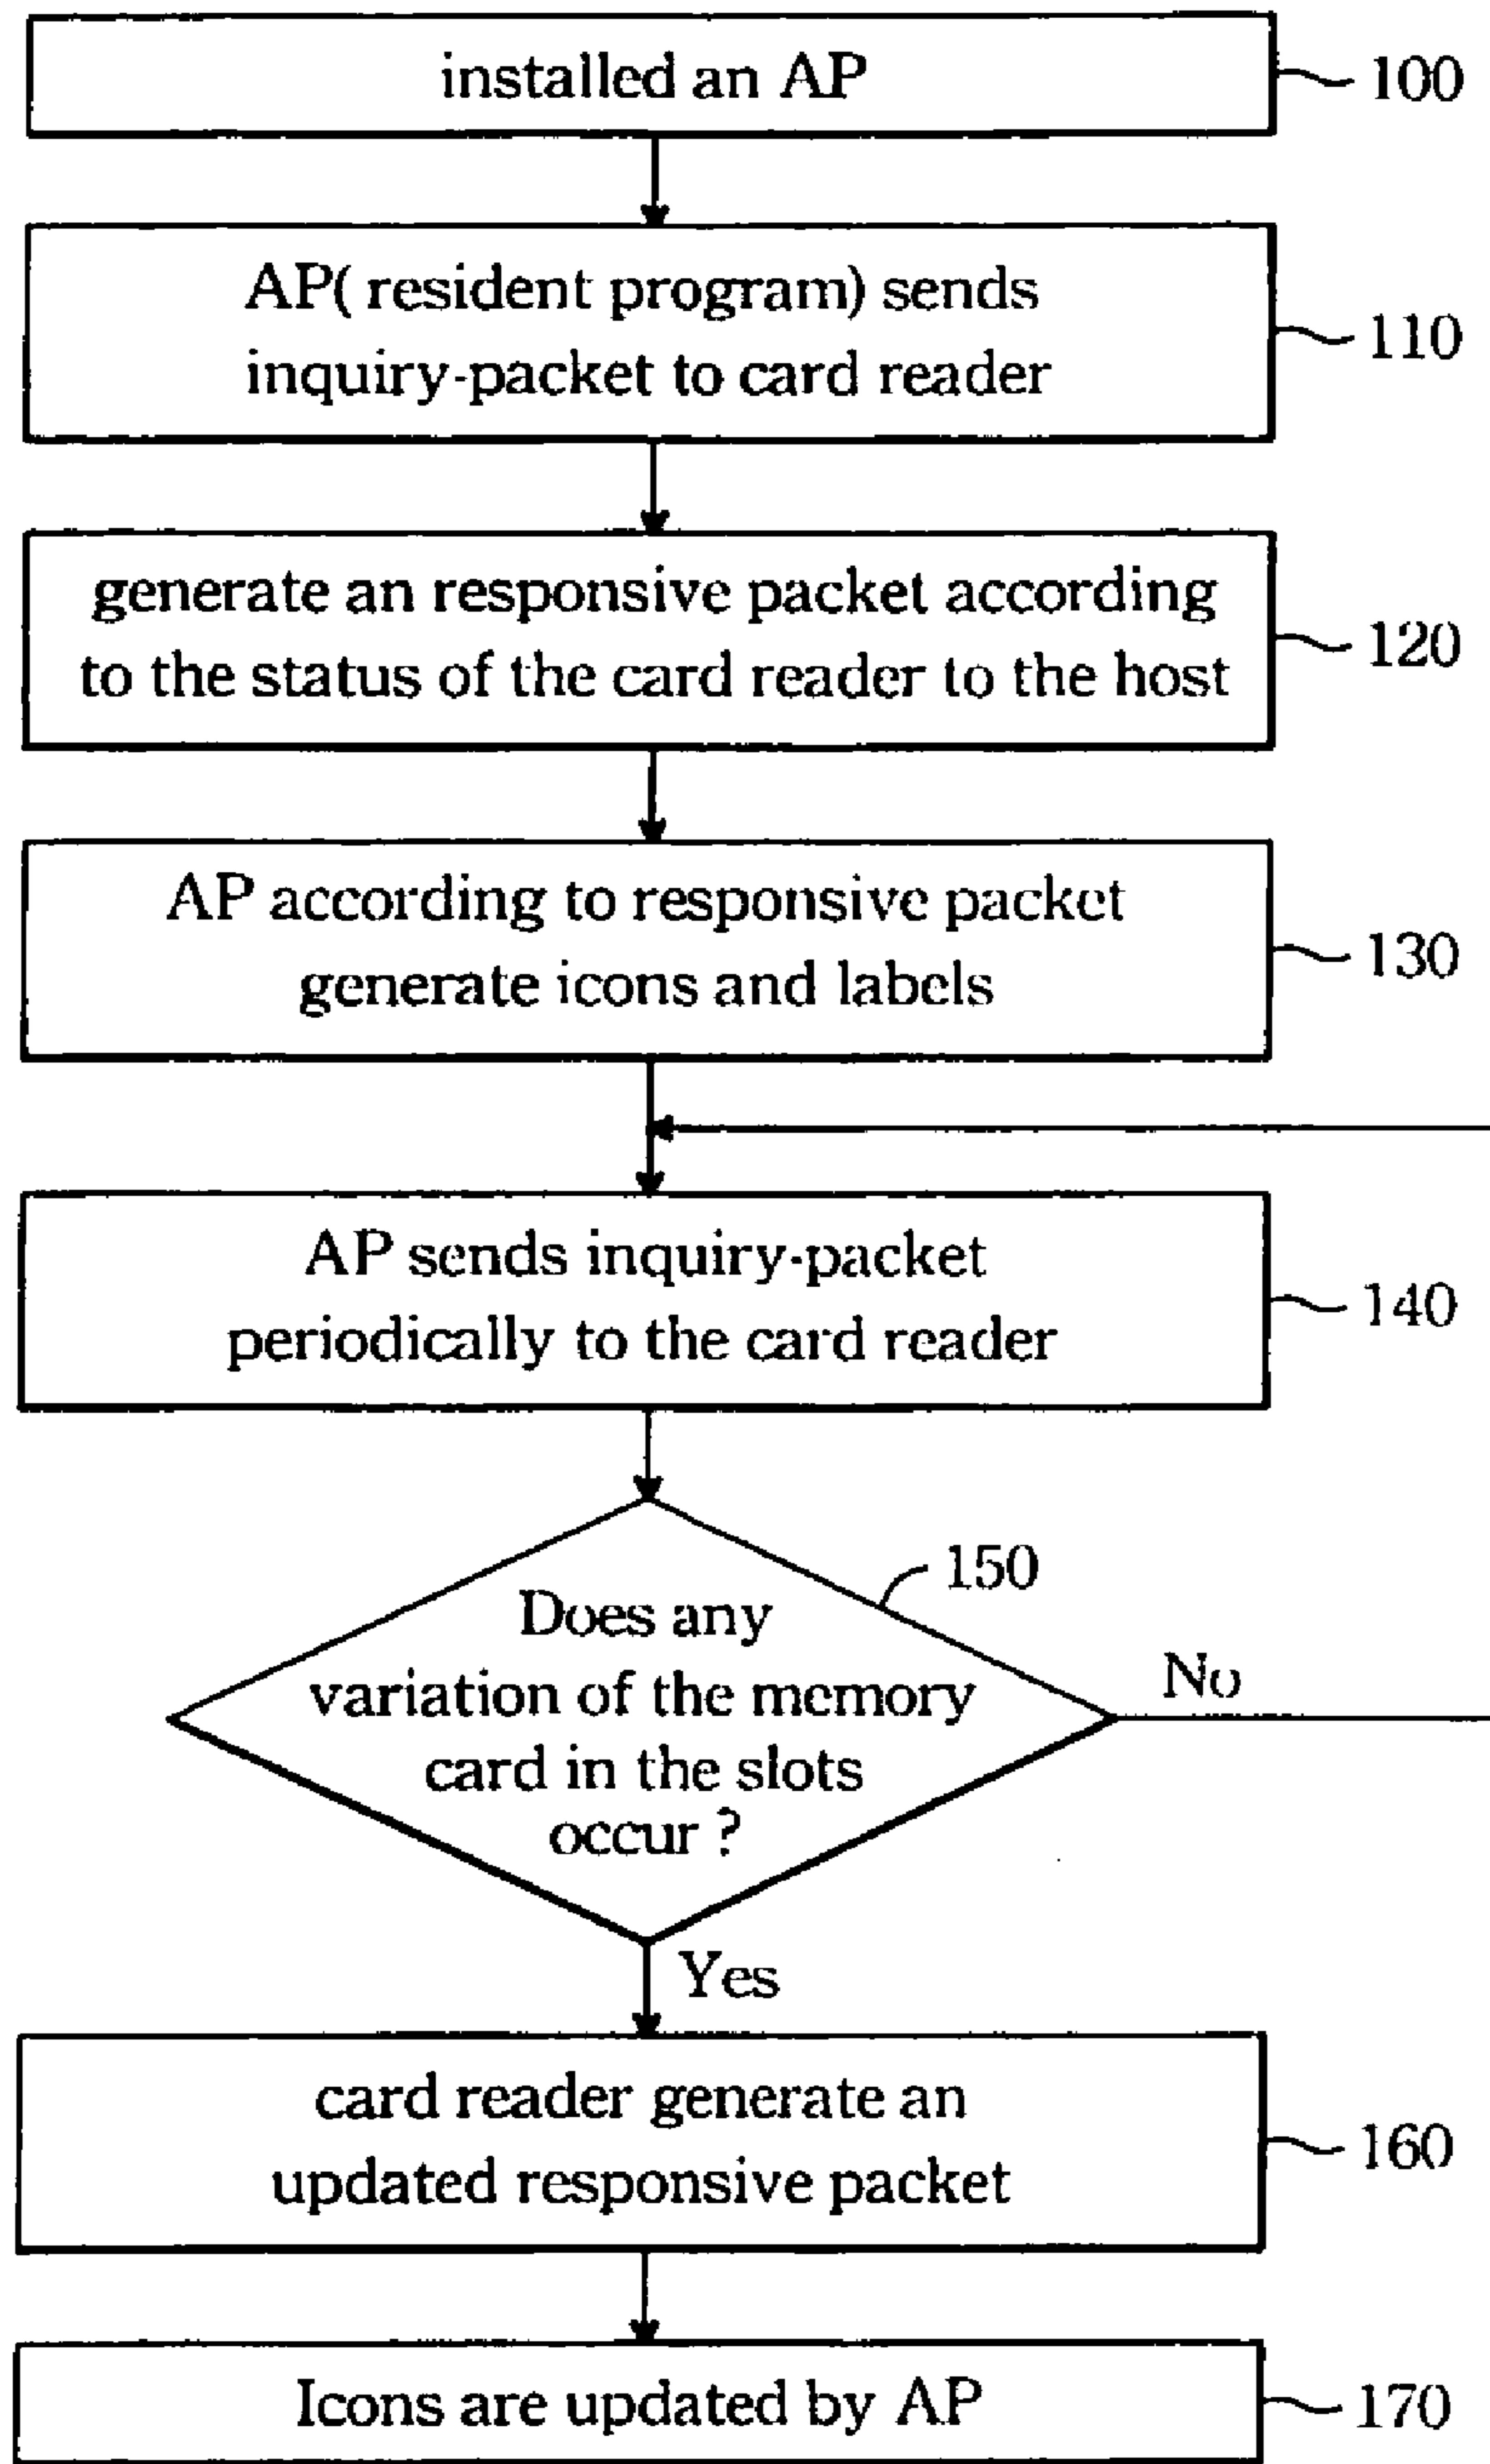 installed an AP
100
AP( resident program) sends
inquiry-packet to card reader
110
generate an responsive packet according
to the status of the card reader to the host
120
AP according to responsive packet
generate icons and labels
130
AP sends inquiry-packet
periodically to the card reader
140
150
Does any
variation of the memory
card in the slots
occur ?
No
Yes
card reader generate an
updated responsive packet
160
Icons are updated by AP
170